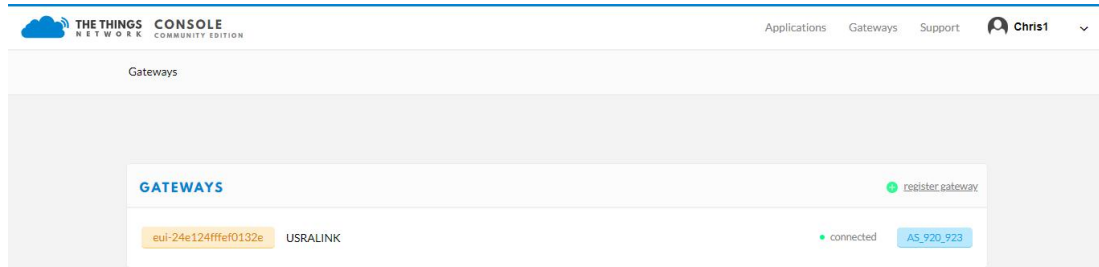 THE THINGS CONSOLE
NETWORK COMMUNITY EDITION
Applications Gateways Support Chris1
Gateways
GATEWAYS register gateway
eui-24e124fffef0132e USRALINK connected AS_920_923